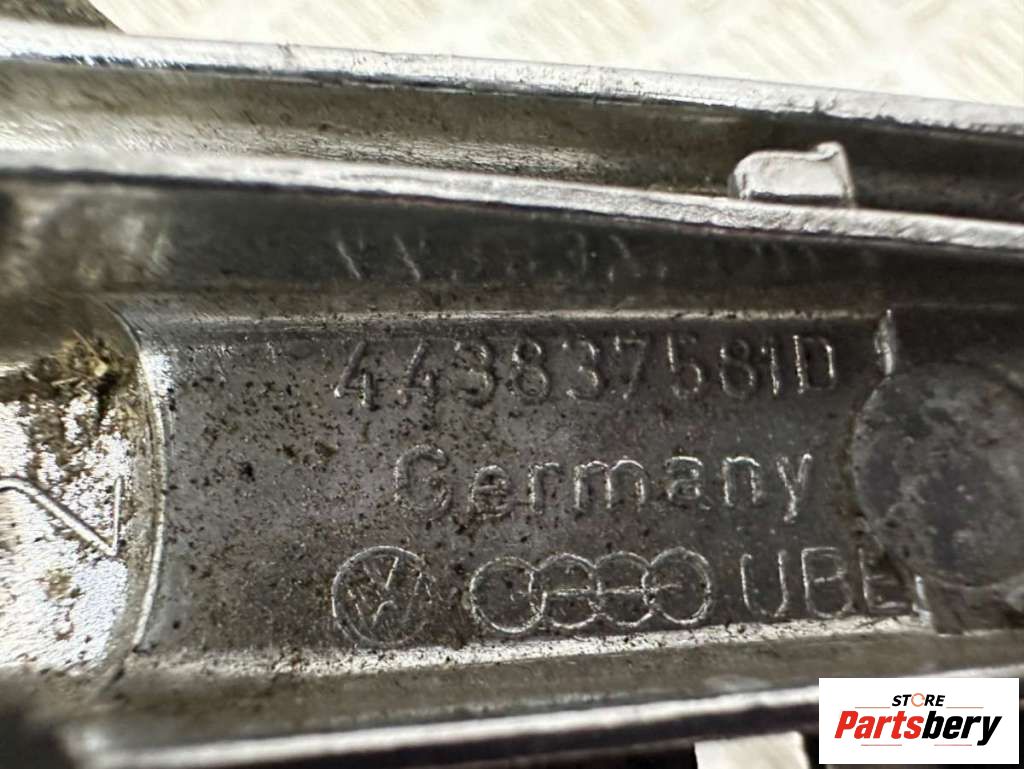 443837581D
Germany
UBE
STORE
Partsbery